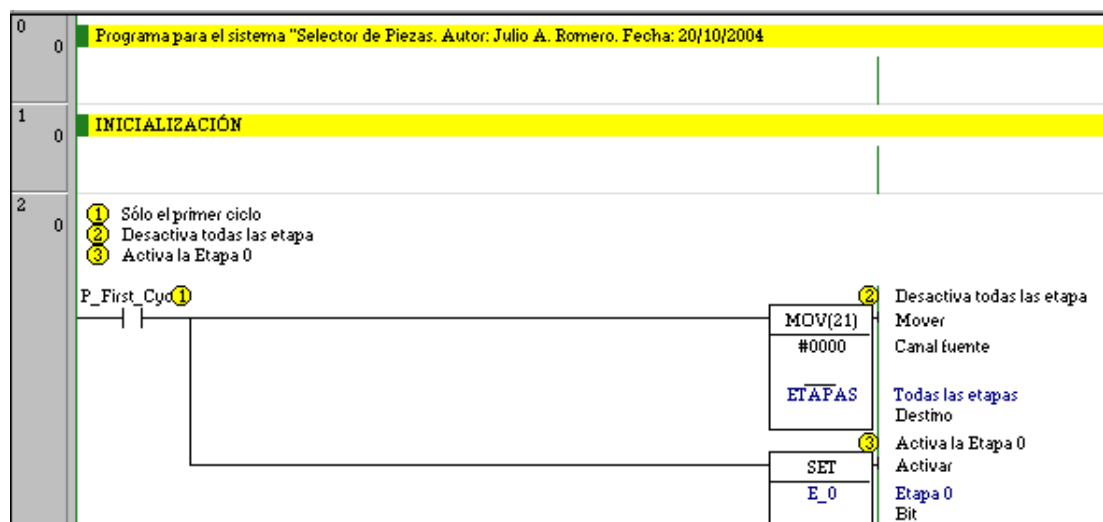 0
0
Programa para el sistema "Selector de Piezas. Autor: Julio A. Romero. Fecha: 20/10/2004
1
0
INICIALIZACIÓN
2
0
1 Sólo el primer ciclo
2 Desactiva todas las etapa
3 Activa la Etapa 0
P_First_Cyc 1
2 Desactiva todas las etapa
MOV(21) Mover
#0000 Canal fuente
ETAPAS Todas las etapas
Destino
3 Activa la Etapa 0
SET Activar
E_0 Etapa 0
Bit